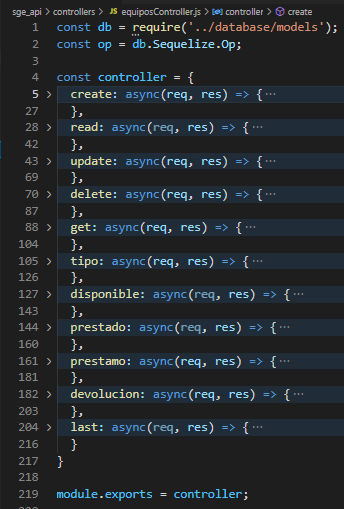 sge_api > controllers > JS equiposController.js > controller > create
1 const db = require('../database/models');
2 const op = db.Sequelize.Op;
3
4 const controller = {
5 > create: async(req, res) => {···
27 },
28 > read: async(req, res) => {···
42 },
43 > update: async(req, res) => {···
69 },
70 > delete: async(req, res) => {···
87 },
88 > get: async(req, res) => {···
104 },
105 > tipo: async(req, res) => {···
126 },
127 > disponible: async(req, res) => {···
143 },
144 > prestado: async(req, res) => {···
160 },
161 > prestamo: async(req, res) => {···
181 },
182 > devolucion: async(req, res) => {···
203 },
204 > last: async(req, res) => {···
216 }
217 }
218
219 module.exports = controller;